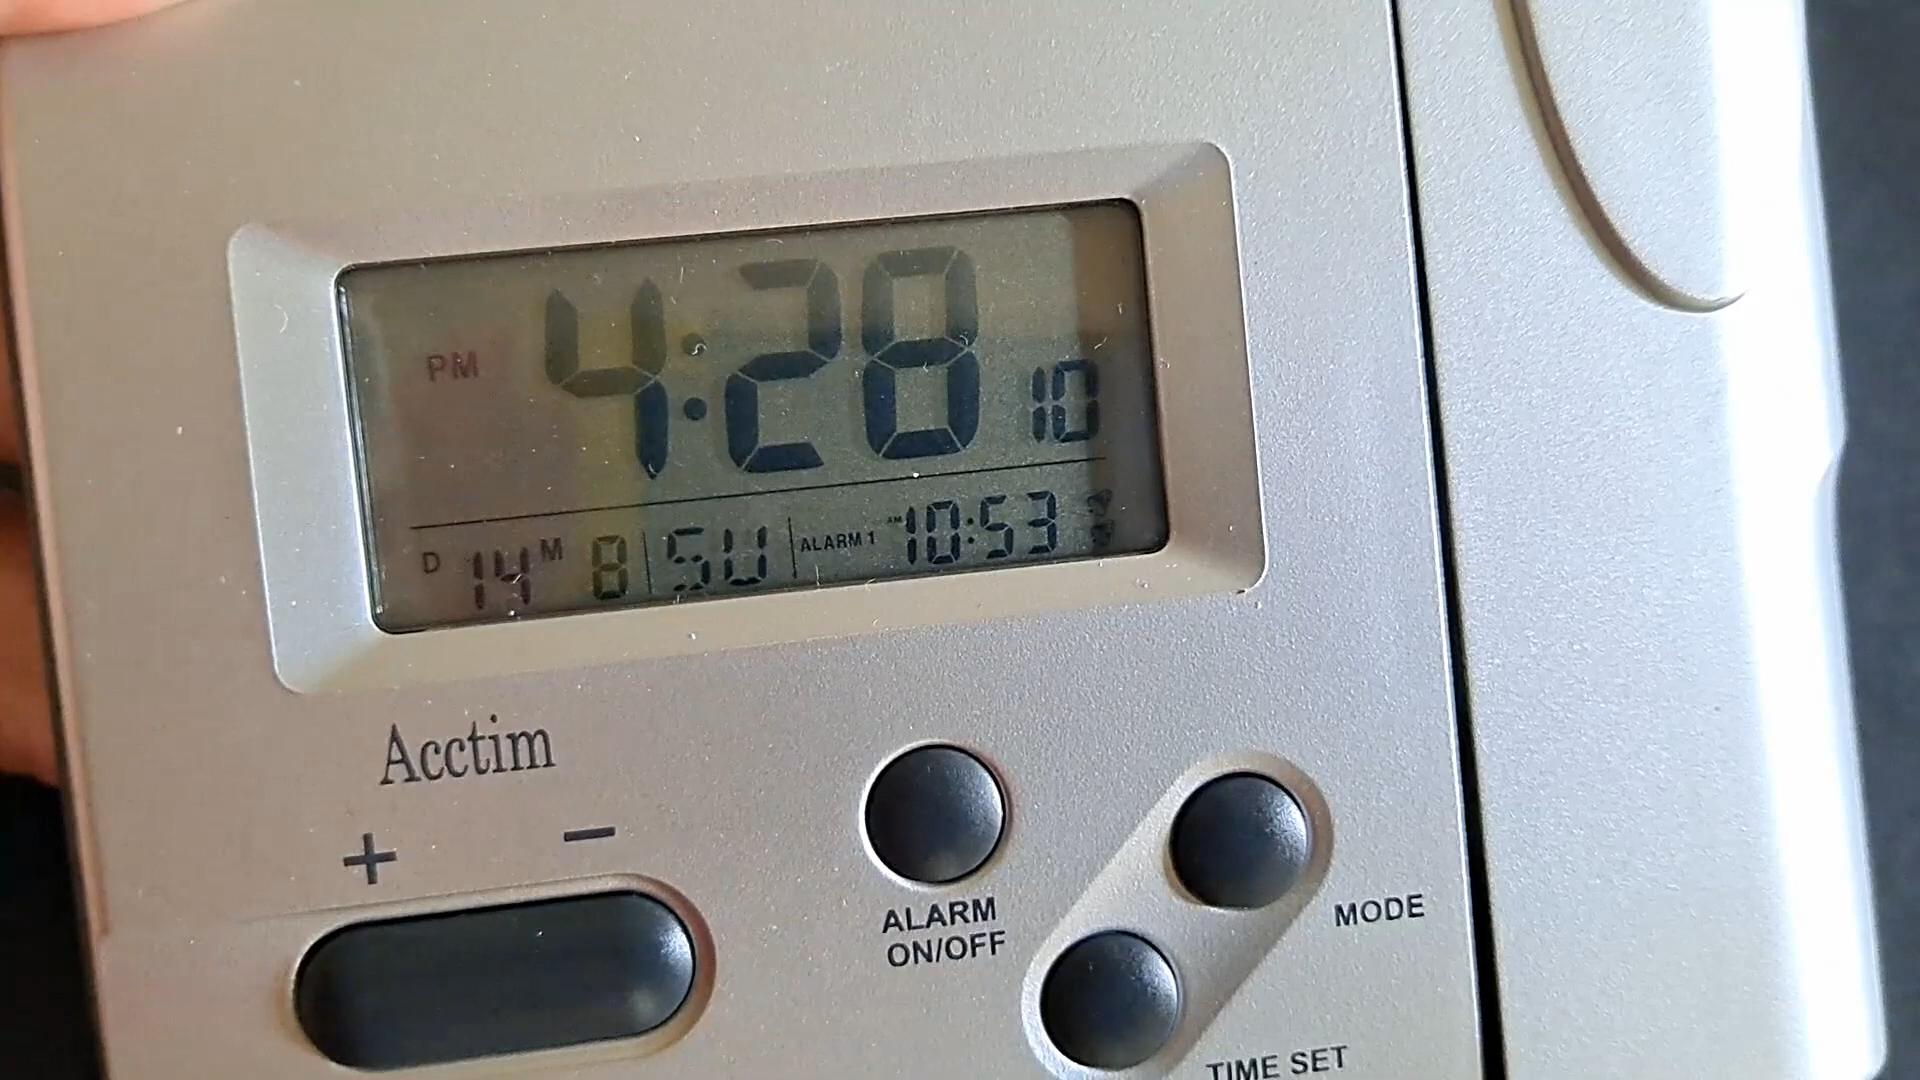 PM 4:28 10
D 14 M 8 SU ALARM 1 AM 10:53
Acctim
+ −
ALARM
ON/OFF
MODE
TIME SET